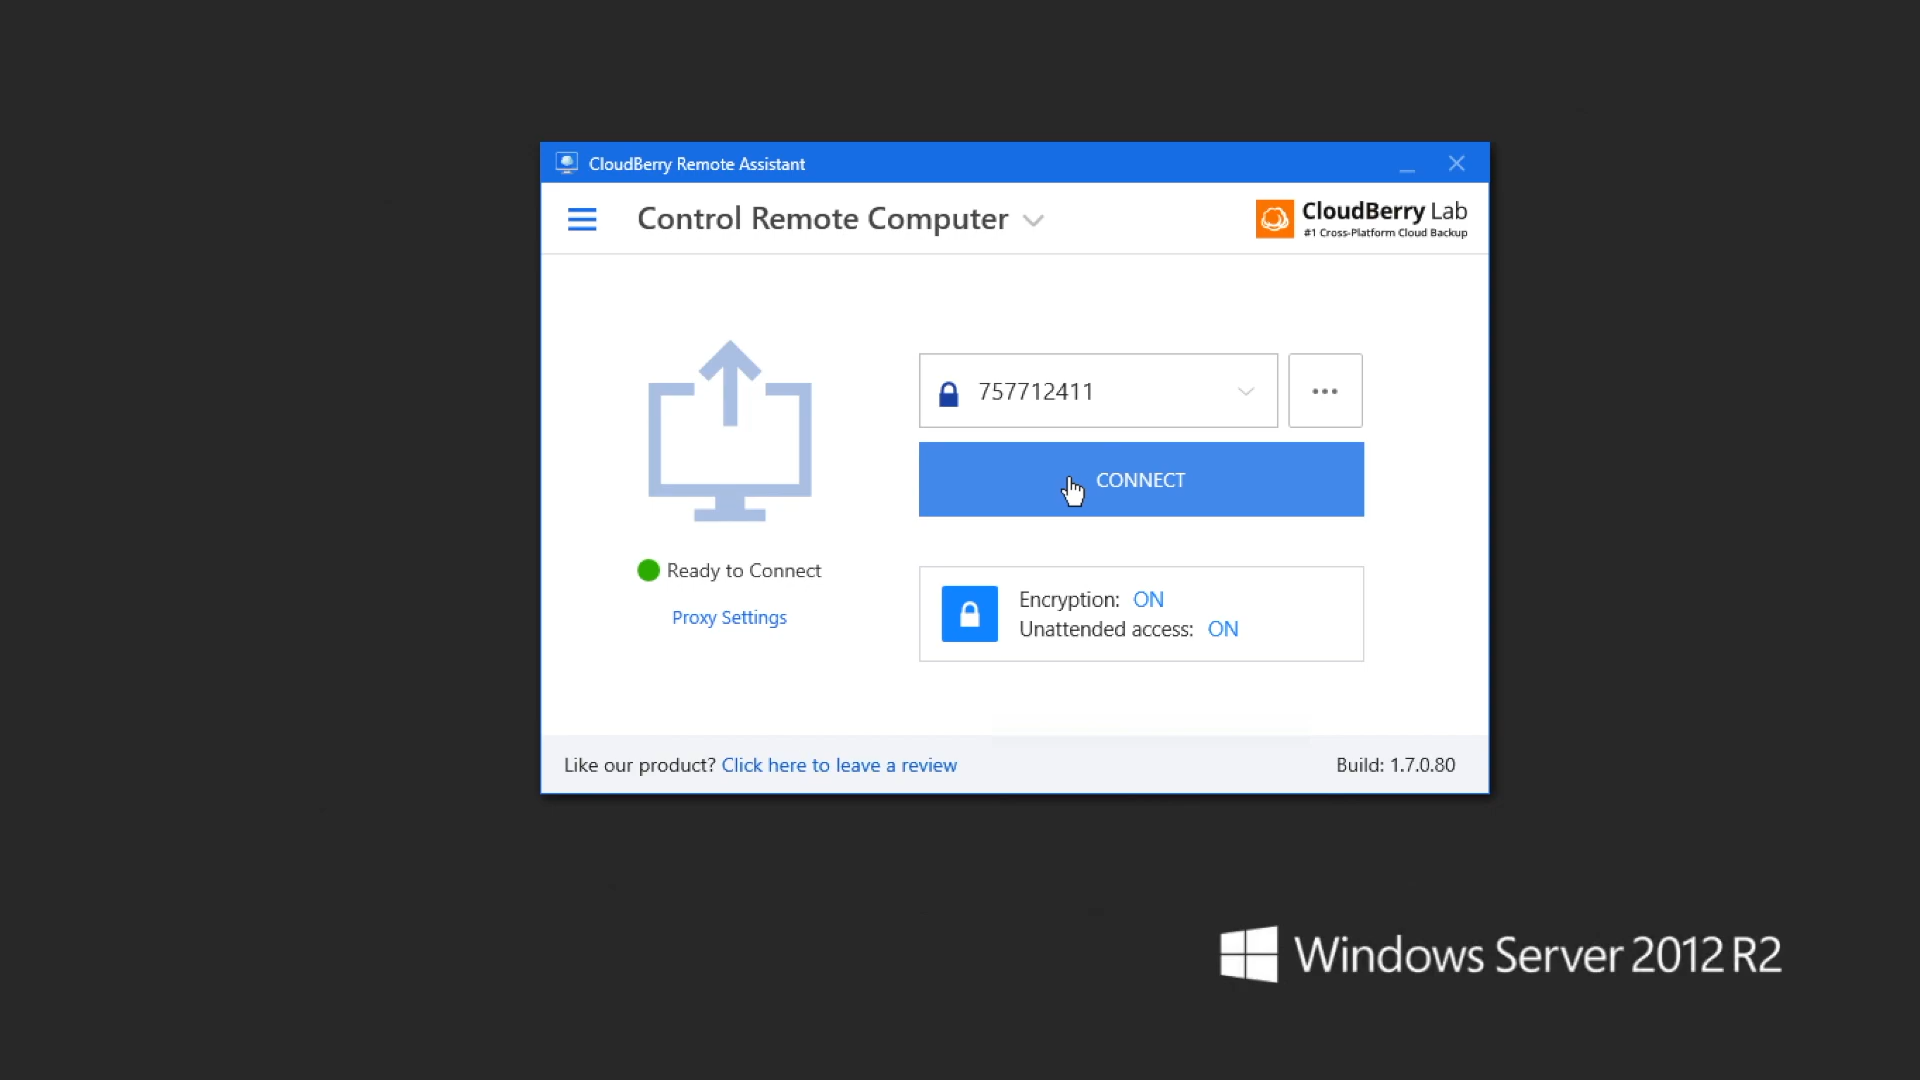 CloudBerry Remote Assistant
Control Remote Computer
CloudBerry Lab
#1 Cross-Platform Cloud Backup
757712411
CONNECT
Ready to Connect
Proxy Settings
Encryption: ON
Unattended access: ON
Like our product? Click here to leave a review
Build: 1.7.0.80
Windows Server 2012 R2